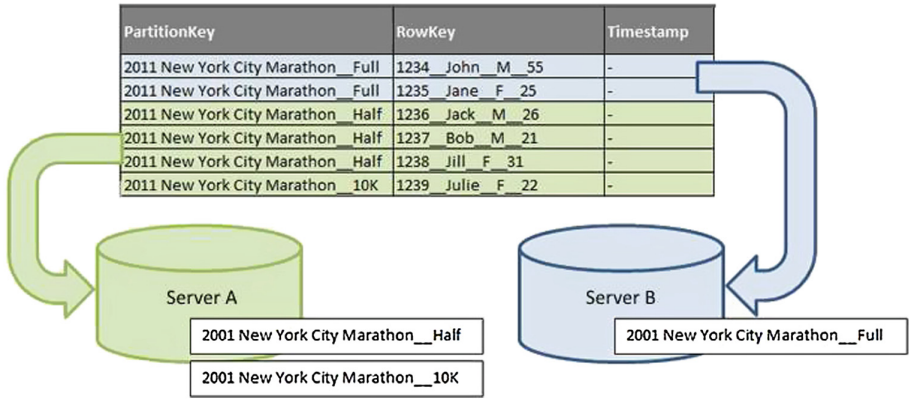 PartitionKey RowKey Timestamp
2011 New York City Marathon__Full 1234__John__M__55 -
2011 New York City Marathon__Full 1235__Jane__F__25 -
2011 New York City Marathon__Half 1236__Jack__M__26 -
2011 New York City Marathon__Half 1237__Bob__M__21 -
2011 New York City Marathon__Half 1238__Jill__F__31 -
2011 New York City Marathon__10K 1239__Julie__F__22 -
Server A
2001 New York City Marathon__Half
2001 New York City Marathon__10K
Server B
2001 New York City Marathon__Full